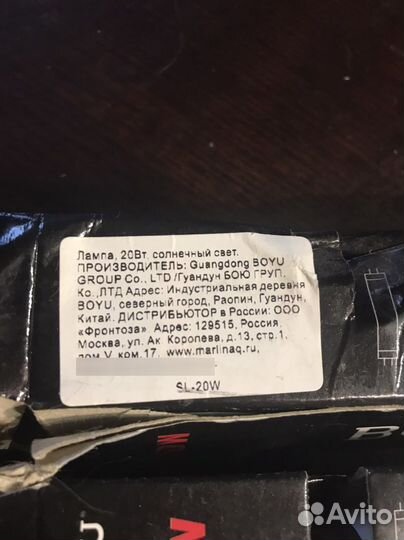 Лампа, 20Вт, солнечный свет.
ПРОИЗВОДИТЕЛЬ: Guangdong BOYU
GROUP Co., LTD /Гуандун БОЮ ГРУП.
Ко.,ЛТД Адрес: Индустриальная деревня
BOYU, северный город, Раопин, Гуандун,
Китай. ДИСТРИБЬЮТОР в России: ООО
«Фронтоза» Адрес: 129515, Россия,
Москва, ул. Ак. Королева, д.13, стр.1,
пом V, ком.17, www.marlinaq.ru,
SL-20W
Avito